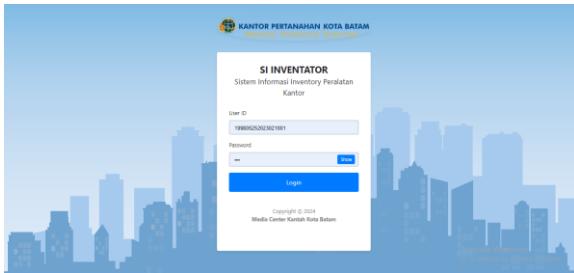 KANTOR PERTANAHAN KOTA BATAM
SI INVENTATOR
Sistem Informasi Inventory Peralatan
Kantor
User ID
Password
Show
Login
Copyright © 2024
Media Center Kantah Kota Batam